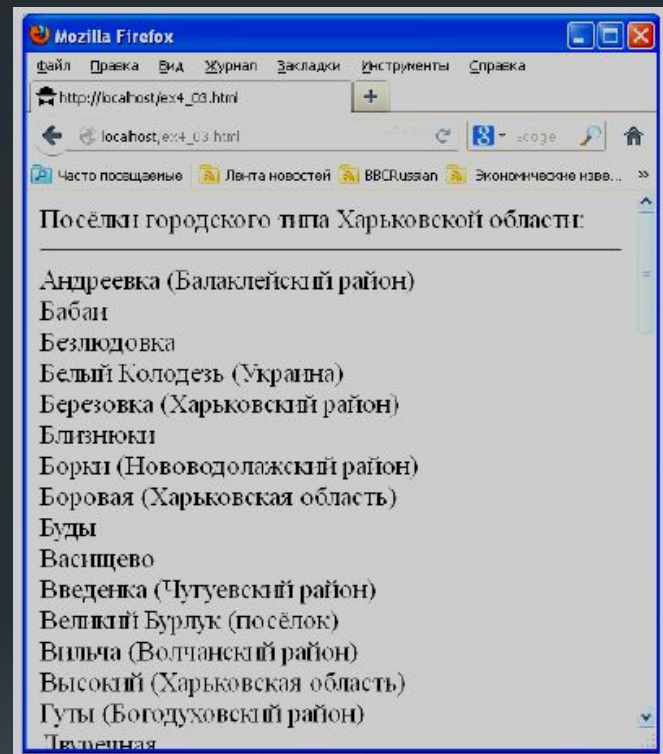 Mozilla Firefox
Файл Правка Вид Журнал Закладки Инструменты Справка
http://localhost/ex4_03.html
localhost/ex4_03.html
Часто посещаемые Лента новостей BBCRussian Экономические изве...
Посёлки городского типа Харьковской области:
Андреевка (Балаклейский район)
Бабаи
Безлюдовка
Белый Колодезь (Украина)
Березовка (Харьковский район)
Близнюки
Борки (Нововодолажский район)
Боровая (Харьковская область)
Буды
Васищево
Введенка (Чугуевский район)
Великий Бурлук (посёлок)
Вильча (Волчанский район)
Высокий (Харьковская область)
Гуты (Богодуховский район)
Двуречная